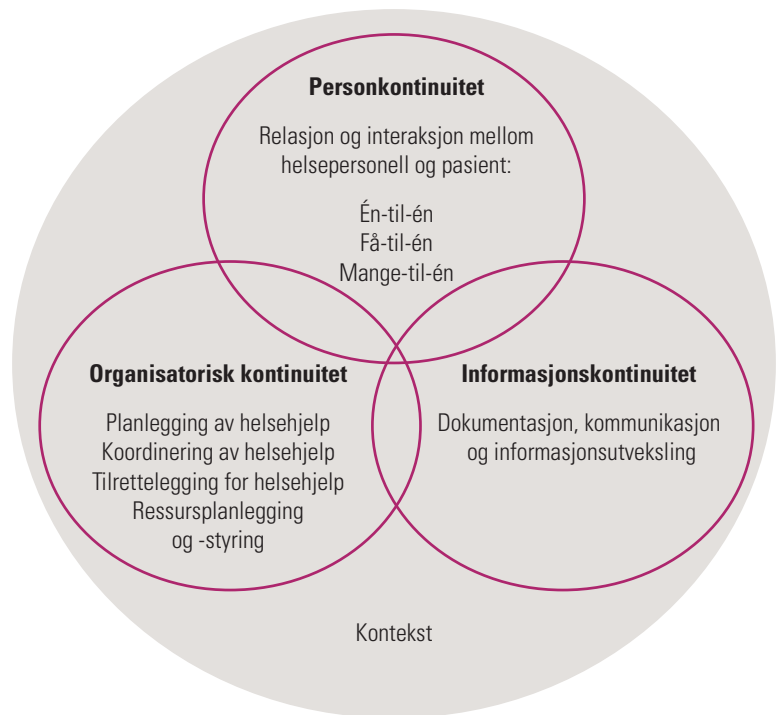 Personkontinuitet
Relasjon og interaksjon mellom
helsepersonell og pasient:
Én-til-én
Få-til-én
Mange-til-én
Organisatorisk kontinuitet
Planlegging av helsehjelp
Koordinering av helsehjelp
Tilrettelegging for helsehjelp
Ressursplanlegging
og -styring
Informasjonskontinuitet
Dokumentasjon, kommunikasjon
og informasjonsutveksling
Kontekst